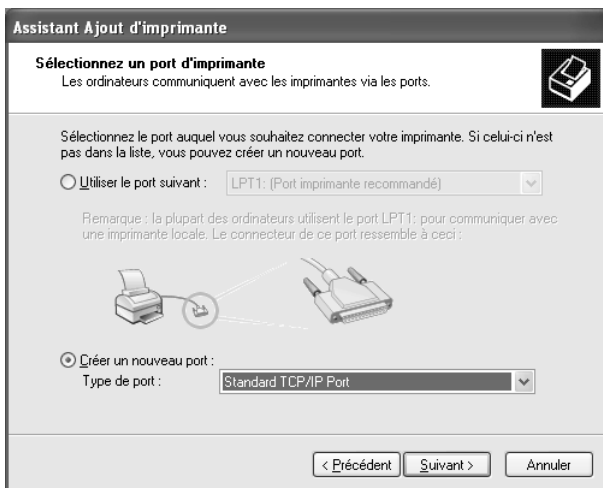 Assistant Ajout d'imprimante
Sélectionnez un port d'imprimante
Les ordinateurs communiquent avec les imprimantes via les ports.
Sélectionnez le port auquel vous souhaitez connecter votre imprimante. Si celui-ci n'est
pas dans la liste, vous pouvez créer un nouveau port.
Utiliser le port suivant : LPT1: (Port imprimante recommandé)
Remarque : la plupart des ordinateurs utilisent le port LPT1: pour communiquer avec
une imprimante locale. Le connecteur de ce port ressemble à ceci :
Créer un nouveau port :
Type de port : Standard TCP/IP Port
< Précédent Suivant > Annuler